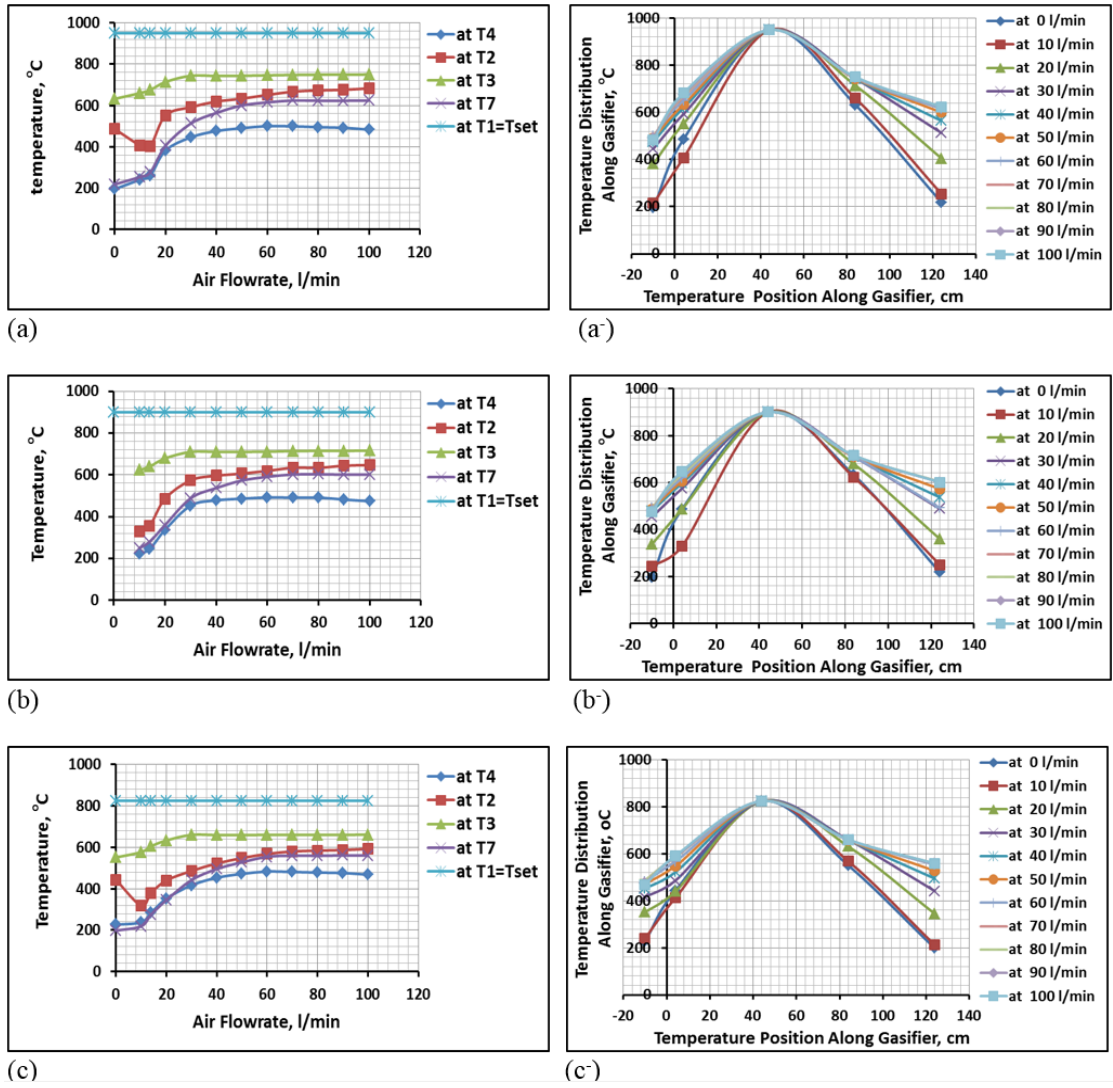 1000
800
600
400
200
0
0 20 40 60 80 100 120
temperature, °C
Air Flowrate, l/min
at T4
at T2
at T3
at T7
at T1=Tset
(a)
1000
800
600
400
200
0
-20 0 20 40 60 80 100 120 140
Temperature Distribution
Along Gasifier, °C
Temperature Position Along Gasifier, cm
at 0 l/min
at 10 l/min
at 20 l/min
at 30 l/min
at 40 l/min
at 50 l/min
at 60 l/min
at 70 l/min
at 80 l/min
at 90 l/min
at 100 l/min
(a-)
1000
800
600
400
200
0
0 20 40 60 80 100 120
Temperature, °C
Air Flowrate, l/min
at T4
at T2
at T3
at T7
at T1=Tset
(b)
1000
800
600
400
200
0
-20 0 20 40 60 80 100 120 140
Temperature Distribution
Along Gasifier, °C
Temperature Position Along Gasifier, cm
at 0 l/min
at 10 l/min
at 20 l/min
at 30 l/min
at 40 l/min
at 50 l/min
at 60 l/min
at 70 l/min
at 80 l/min
at 90 l/min
at 100 l/min
(b-)
1000
800
600
400
200
0
0 20 40 60 80 100 120
Temperature, °C
Air Flowrate, l/min
at T4
at T2
at T3
at T7
at T1=Tset
(c)
1000
800
600
400
200
0
-20 0 20 40 60 80 100 120 140
Temperature Distribution
Along Gasifier, oC
Temperature Position Along Gasifier, cm
at 0 l/min
at 10 l/min
at 20 l/min
at 30 l/min
at 40 l/min
at 50 l/min
at 60 l/min
at 70 l/min
at 80 l/min
at 90 l/min
at 100 l/min
(c-)